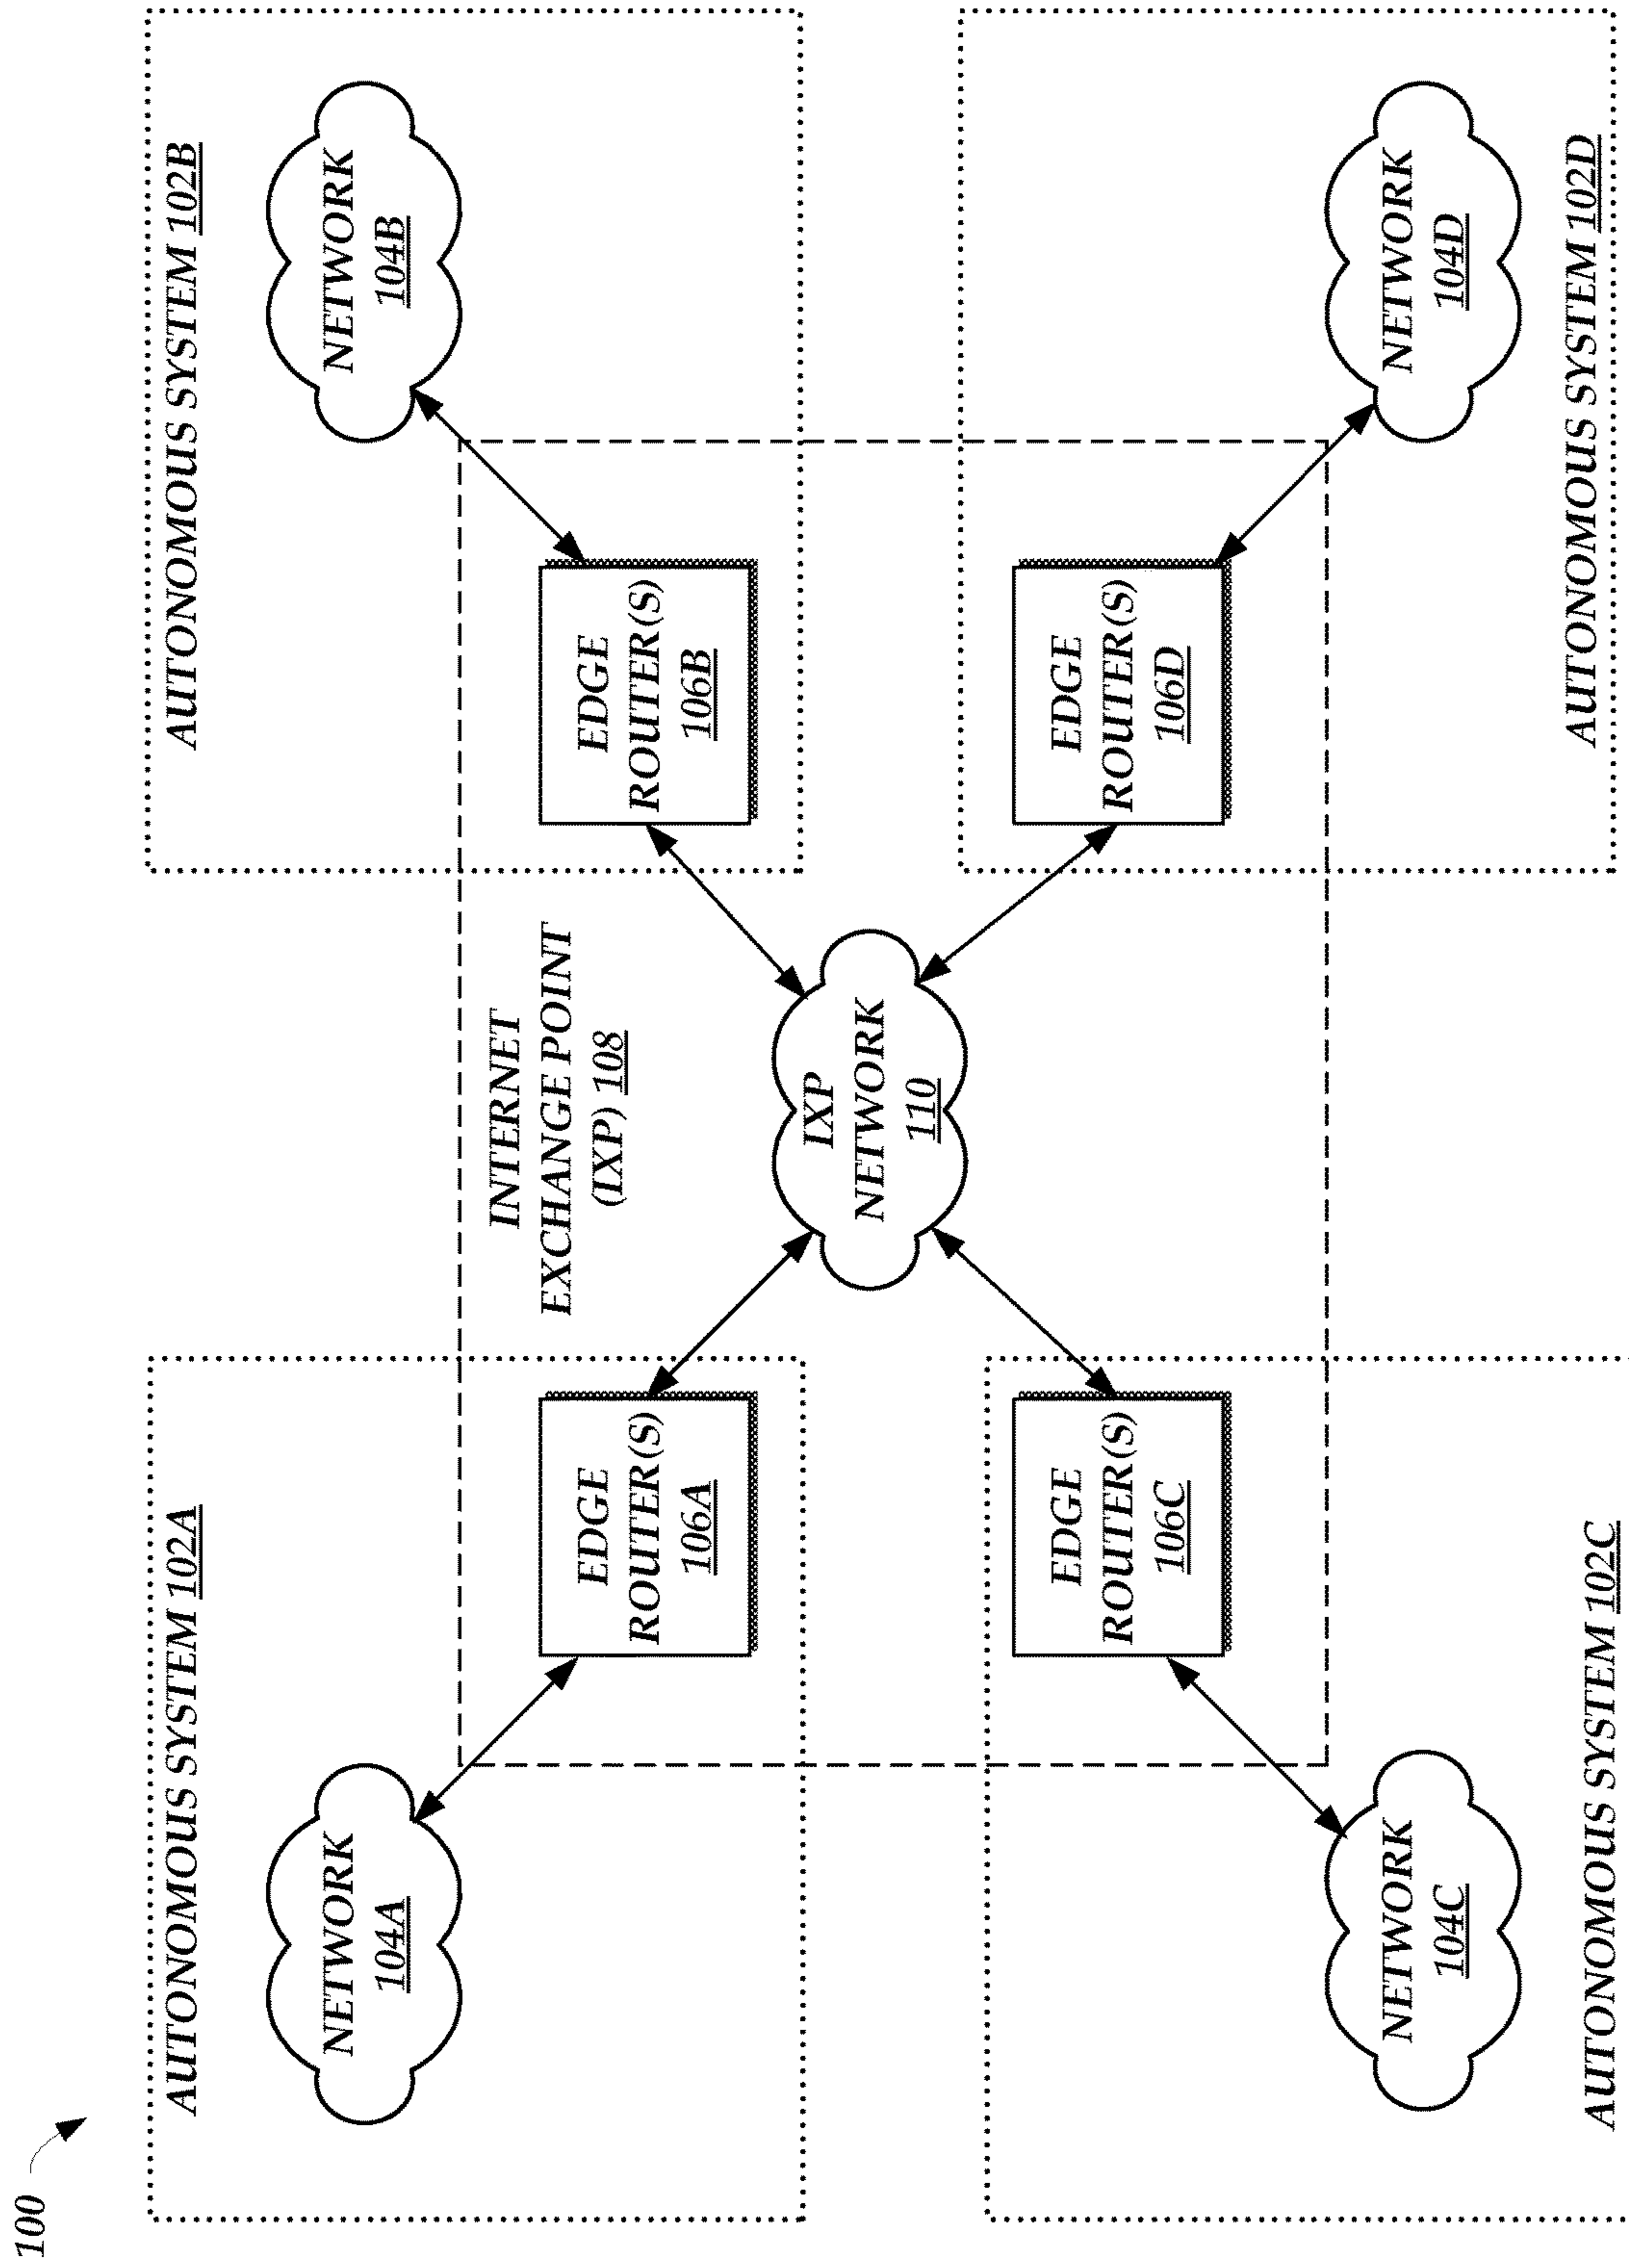 100
AUTONOMOUS SYSTEM 102A
NETWORK
104A
EDGE
ROUTER(S)
106A
INTERNET
EXCHANGE POINT
(IXP) 108
AUTONOMOUS SYSTEM 102B
NETWORK
104B
EDGE
ROUTER(S)
106B
IXP
NETWORK
110
EDGE
ROUTER(S)
106C
NETWORK
104C
AUTONOMOUS SYSTEM 102C
EDGE
ROUTER(S)
106D
NETWORK
104D
AUTONOMOUS SYSTEM 102D